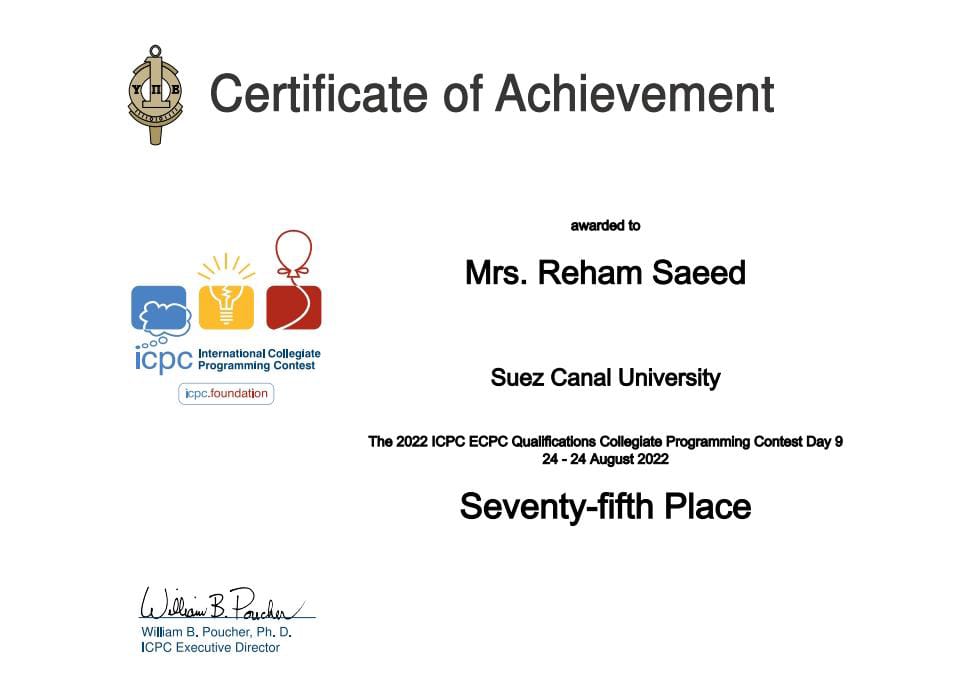 Υ Π Ε
Certificate of Achievement
awarded to
Mrs. Reham Saeed
icpc International Collegiate
Programming Contest
icpc.foundation
Suez Canal University
The 2022 ICPC ECPC Qualifications Collegiate Programming Contest Day 9
24 - 24 August 2022
Seventy-fifth Place
William B. Poucher
William B. Poucher, Ph. D.
ICPC Executive Director